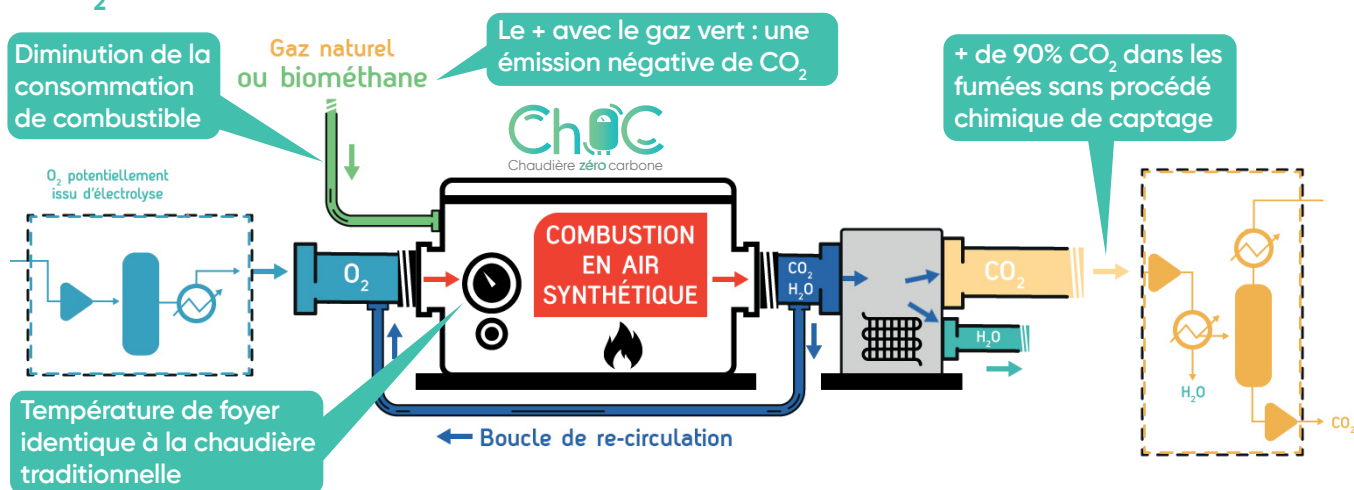 2
Diminution de la
consommation
de combustible
Gaz naturel
ou biométhane
Le + avec le gaz vert : une
émission négative de CO₂
+ de 90% CO₂ dans les
fumées sans procédé
chimique de captage
ChOC
Chaudière zéro carbone
O₂ potentiellement
issu d'électrolyse
O₂
COMBUSTION
EN AIR
SYNTHÉTIQUE
CO₂
H₂O
CO₂
H₂O
H₂O
CO₂
Température de foyer
identique à la chaudière
traditionnelle
Boucle de re-circulation